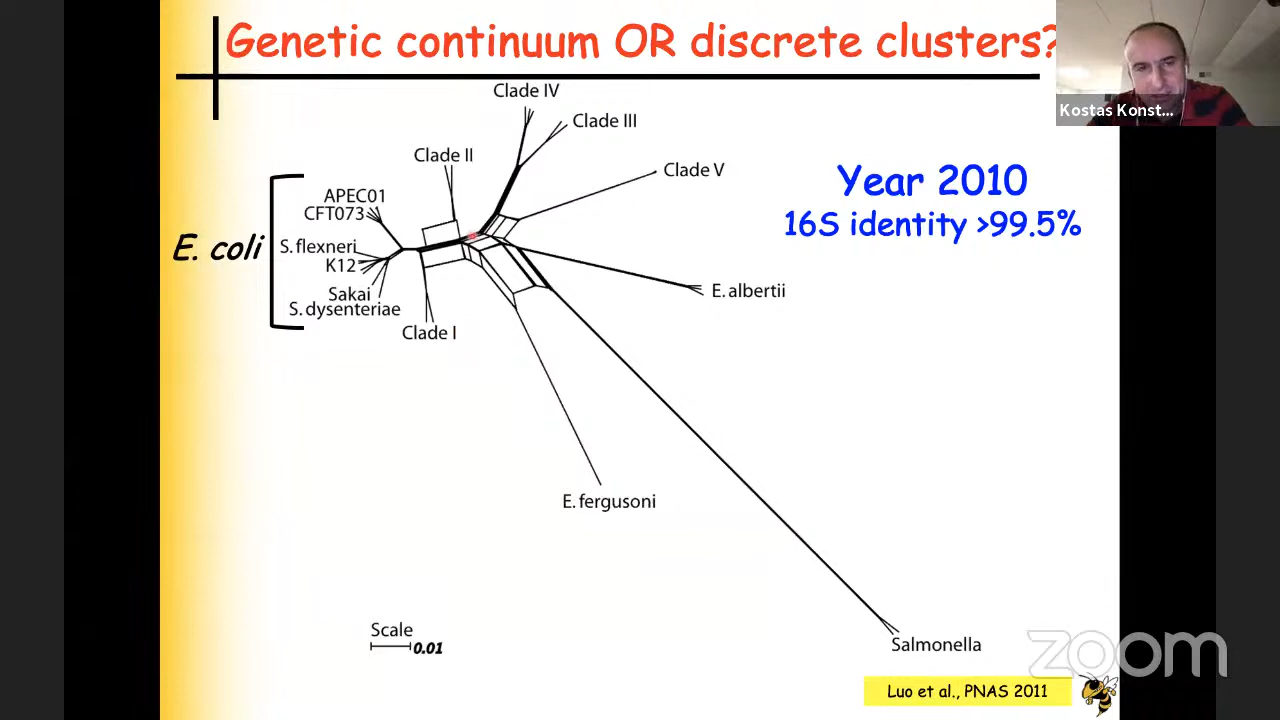 Genetic continuum OR discrete clusters?
Kostas Konst...
Clade IV
Clade III
Clade II
Clade V
Year 2010
16S identity >99.5%
APEC01
CFT073
E. coli
S. flexneri
K12
Sakai
S. dysenteriae
Clade I
E. albertii
E. fergusoni
Scale
0.01
Salmonella
zoom
Luo et al., PNAS 2011